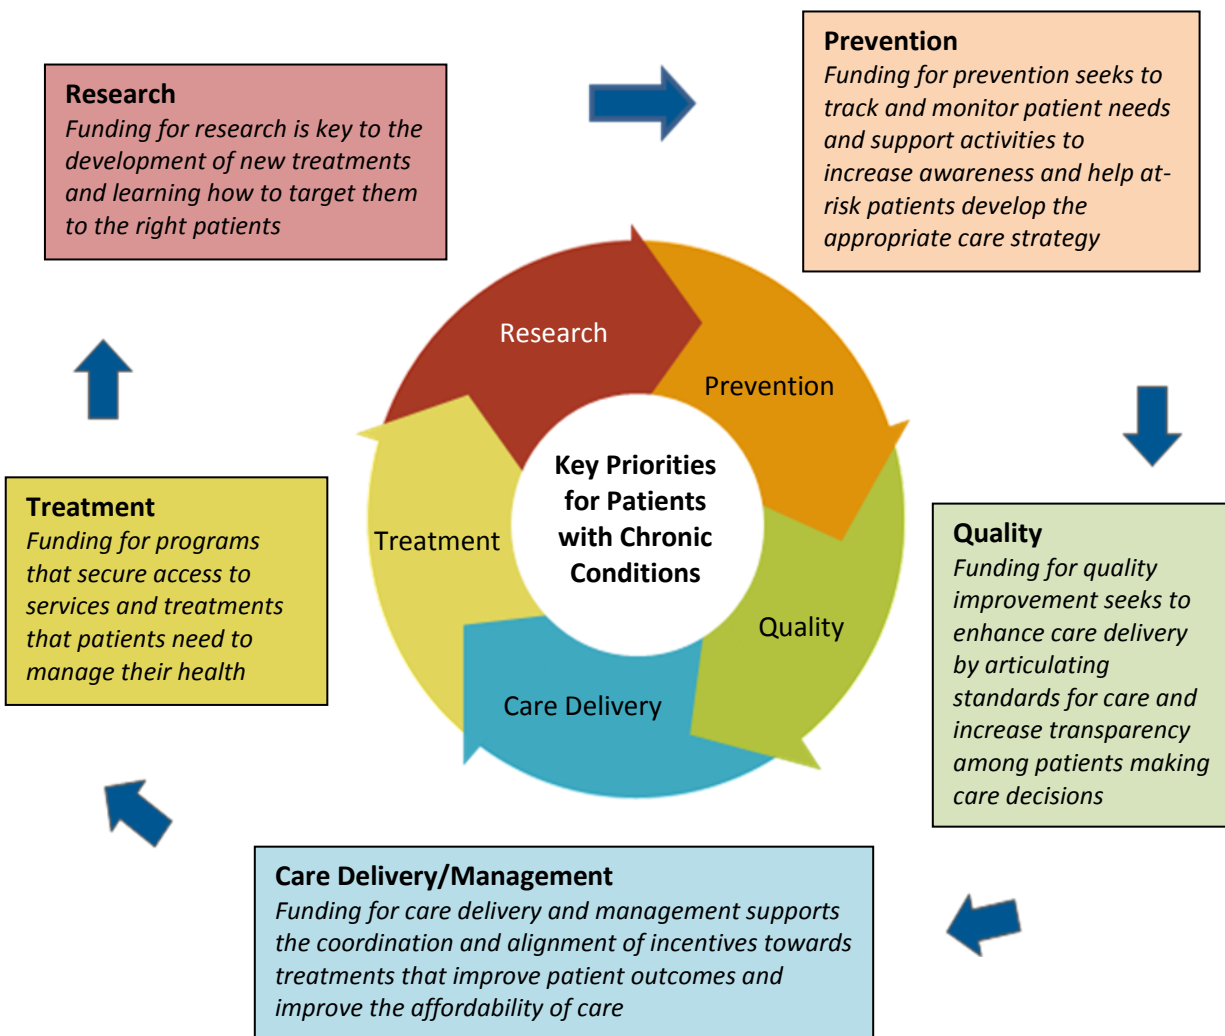 Research
Funding for research is key to the
development of new treatments
and learning how to target them
to the right patients
Prevention
Funding for prevention seeks to
track and monitor patient needs
and support activities to
increase awareness and help at-
risk patients develop the
appropriate care strategy
Research
Prevention
Key Priorities
for Patients
with Chronic
Conditions
Treatment
Quality
Care Delivery
Treatment
Funding for programs
that secure access to
services and treatments
that patients need to
manage their health
Quality
Funding for quality
improvement seeks to
enhance care delivery
by articulating
standards for care and
increase transparency
among patients making
care decisions
Care Delivery/Management
Funding for care delivery and management supports
the coordination and alignment of incentives towards
treatments that improve patient outcomes and
improve the affordability of care